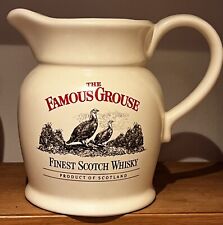 THE
FAMOUS GROUSE
FINEST SCOTCH WHISKY
PRODUCT OF SCOTLAND